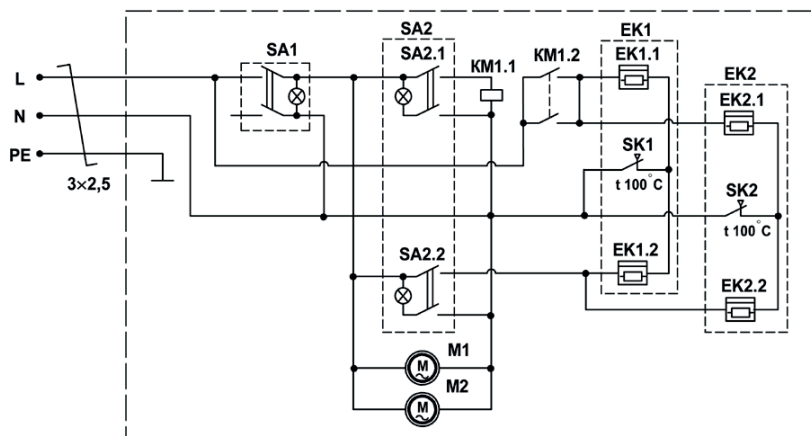 SA1
SA2
SA2.1
KM1.1
KM1.2
EK1
EK1.1
EK2
EK2.1
L
N
PE
3×2,5
SK1
t 100°C
SK2
t 100°C
SA2.2
EK1.2
EK2.2
M1
M
M2
M